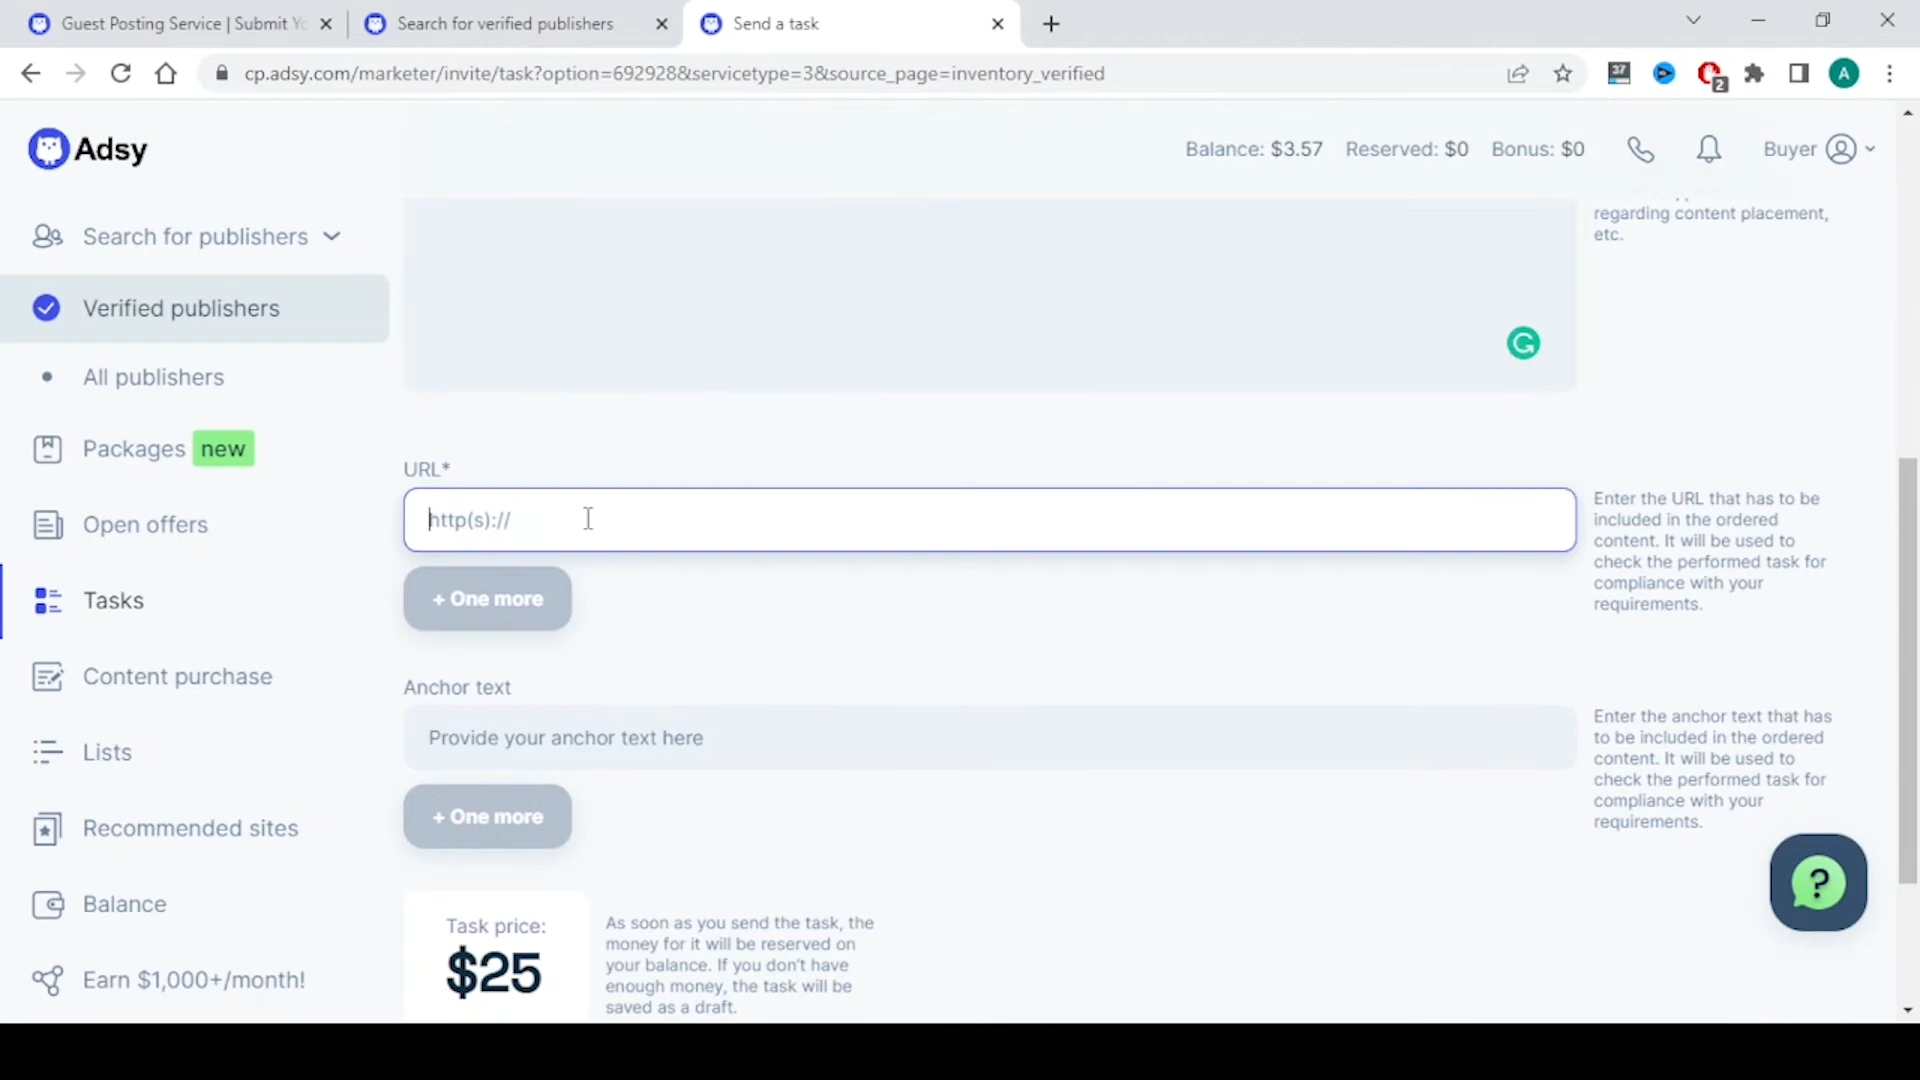 Guest Posting Service | Submit Yo
Search for verified publishers
Send a task
cp.adsy.com/marketer/invite/task?option=692928&servicetype=3&source_page=inventory_verified
37
2
A
Adsy
Balance: $3.57
Reserved: $0
Bonus: $0
Buyer
Search for publishers
Verified publishers
All publishers
Packages new
Open offers
Tasks
Content purchase
Lists
Recommended sites
Balance
Earn $1,000+/month!
regarding content placement,
etc.
URL*
http(s)://
+ One more
Enter the URL that has to be
included in the ordered
content. It will be used to
check the performed task for
compliance with your
requirements.
Anchor text
Provide your anchor text here
+ One more
Enter the anchor text that has
to be included in the ordered
content. It will be used to
check the performed task for
compliance with your
requirements.
Task price:
$25
As soon as you send the task, the
money for it will be reserved on
your balance. If you don't have
enough money, the task will be
saved as a draft.
?